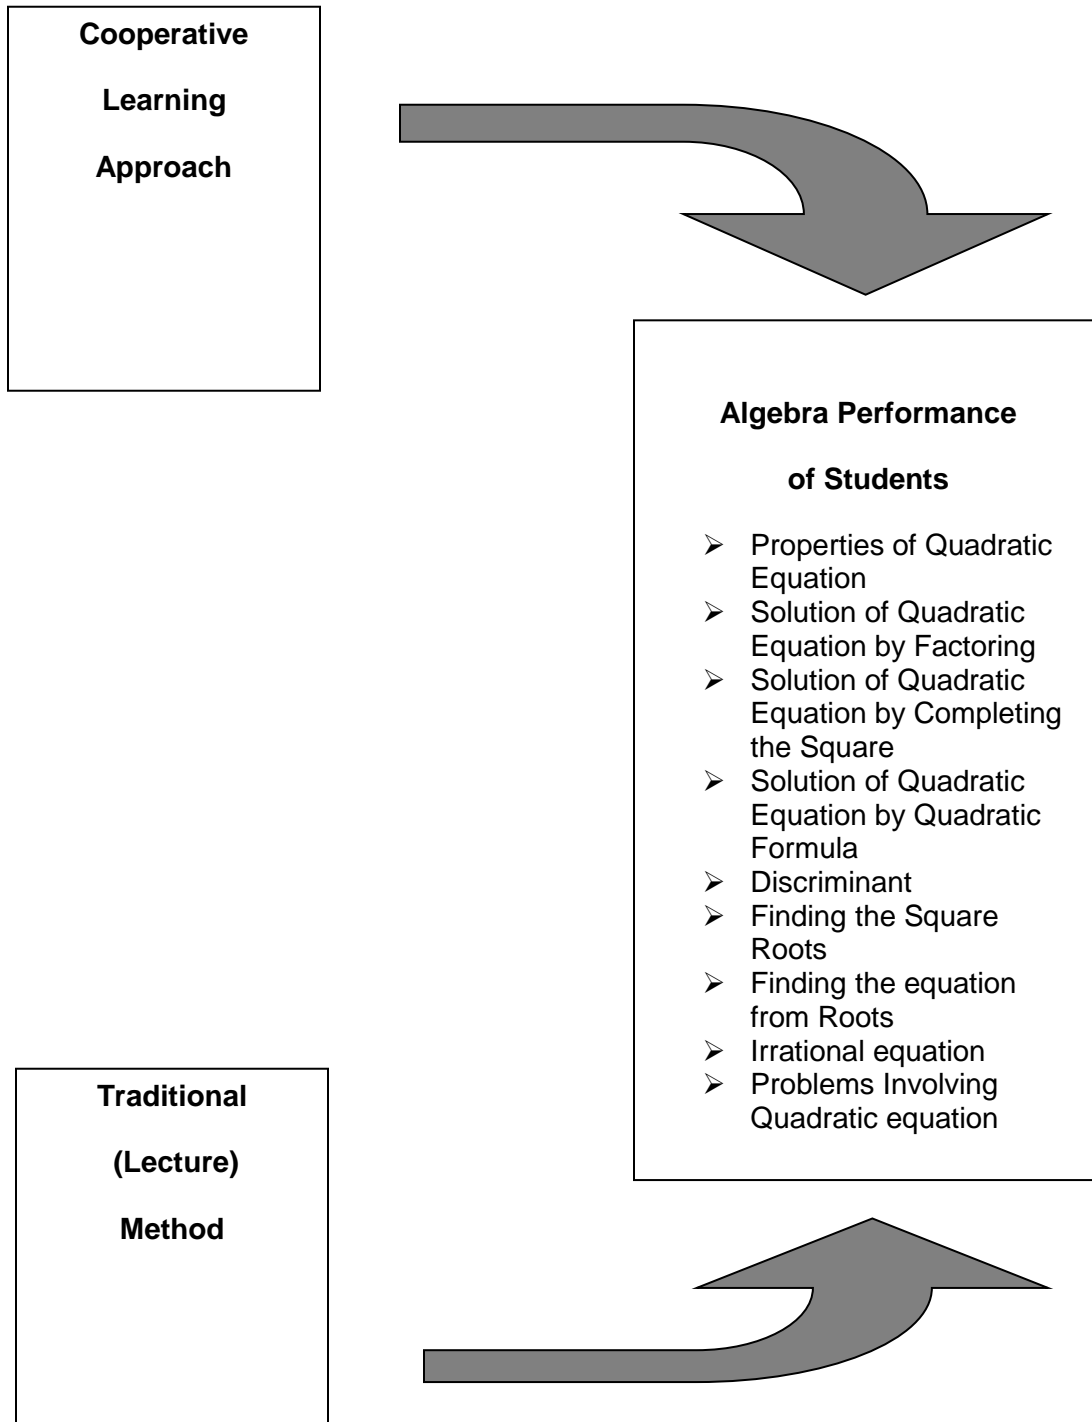 Cooperative
Learning
Approach
Algebra Performance
of Students
➢ Properties of Quadratic
Equation
➢ Solution of Quadratic
Equation by Factoring
➢ Solution of Quadratic
Equation by Completing
the Square
➢ Solution of Quadratic
Equation by Quadratic
Formula
➢ Discriminant
➢ Finding the Square
Roots
➢ Finding the equation
from Roots
➢ Irrational equation
➢ Problems Involving
Quadratic equation
Traditional
(Lecture)
Method